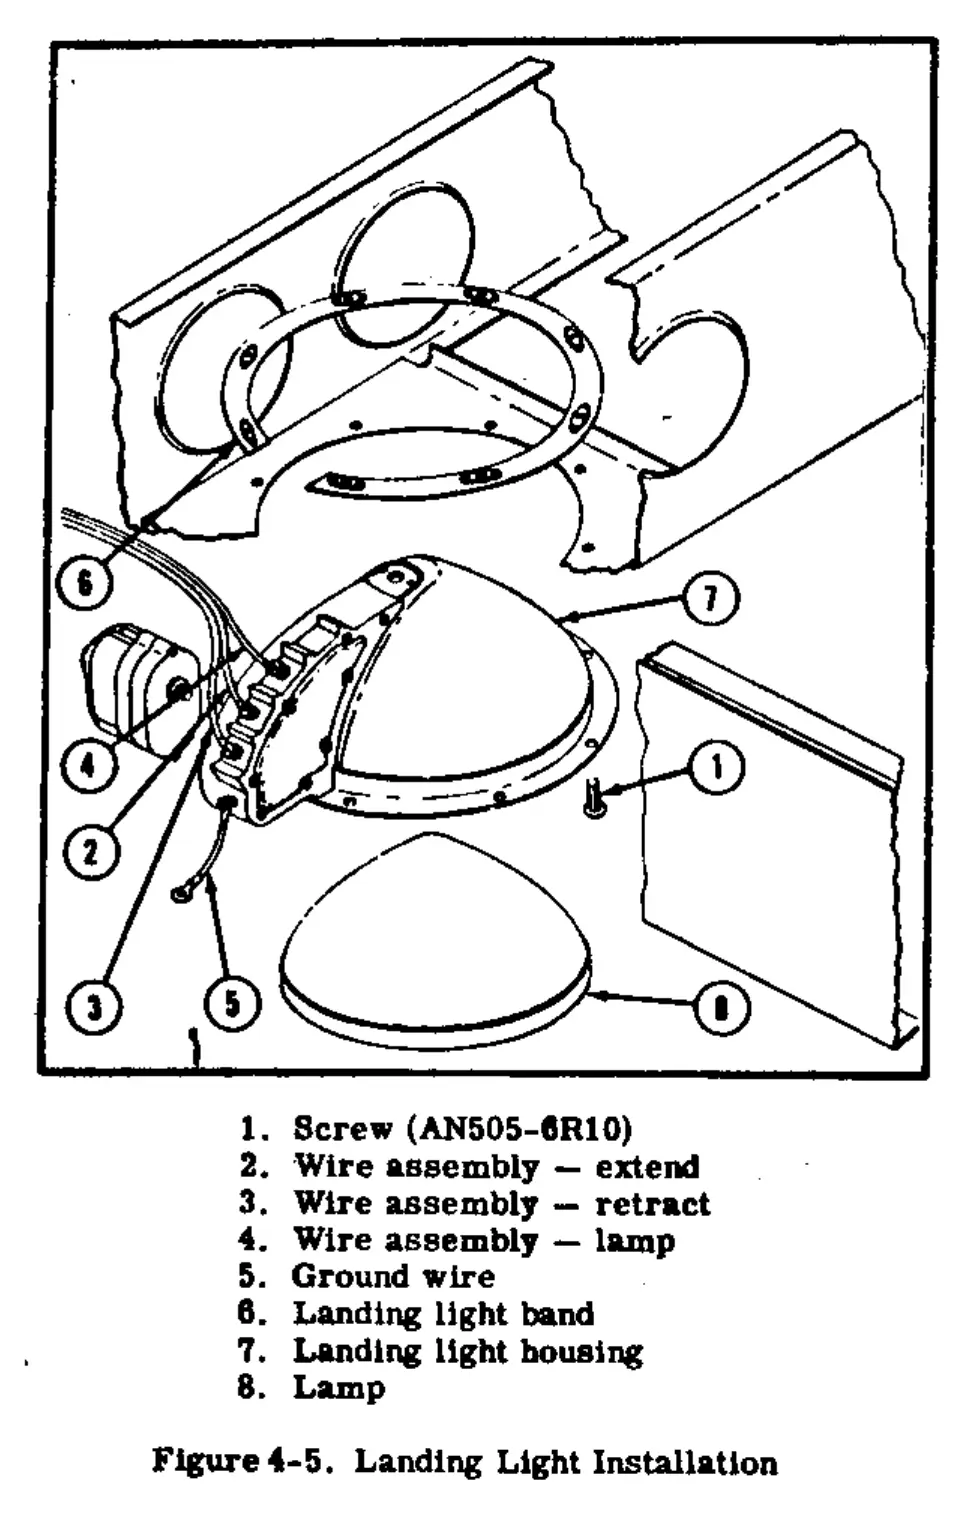 6
7
4
1
2
3
5
8
1. Screw (AN505-6R10)
2. Wire assembly — extend
3. Wire assembly — retract
4. Wire assembly — lamp
5. Ground wire
6. Landing light band
7. Landing light housing
8. Lamp
Figure 4-5. Landing Light Installation